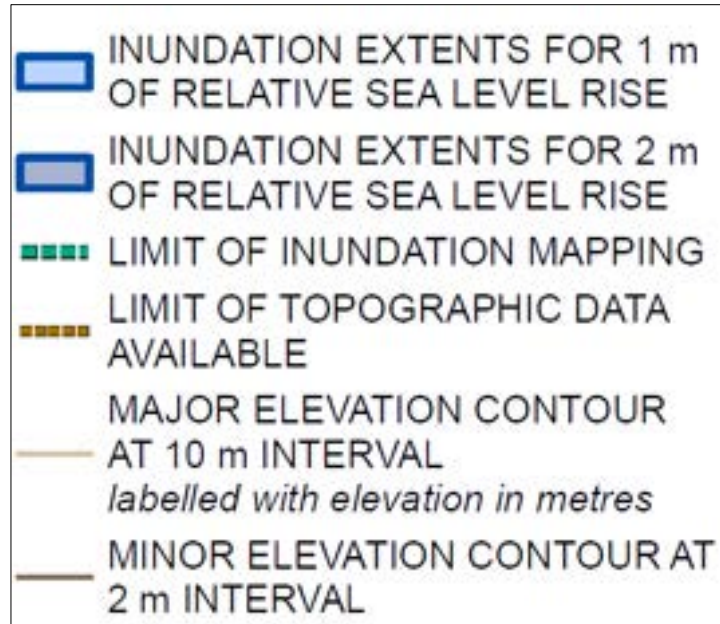 INUNDATION EXTENTS FOR 1 m
OF RELATIVE SEA LEVEL RISE
INUNDATION EXTENTS FOR 2 m
OF RELATIVE SEA LEVEL RISE
LIMIT OF INUNDATION MAPPING
LIMIT OF TOPOGRAPHIC DATA
AVAILABLE
MAJOR ELEVATION CONTOUR
AT 10 m INTERVAL
labelled with elevation in metres
MINOR ELEVATION CONTOUR AT
2 m INTERVAL